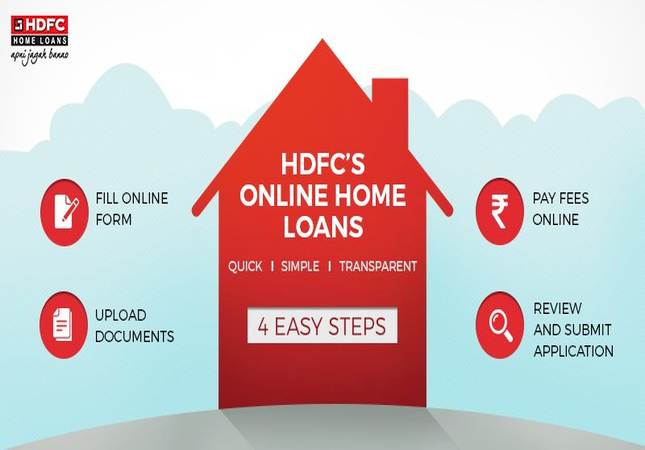 HDFC
HOME LOANS
apni jagah banao
HDFC'S
ONLINE HOME
LOANS
QUICK I SIMPLE I TRANSPARENT
4 EASY STEPS
FILL ONLINE
FORM
UPLOAD
DOCUMENTS
₹
PAY FEES
ONLINE
REVIEW
AND SUBMIT
APPLICATION